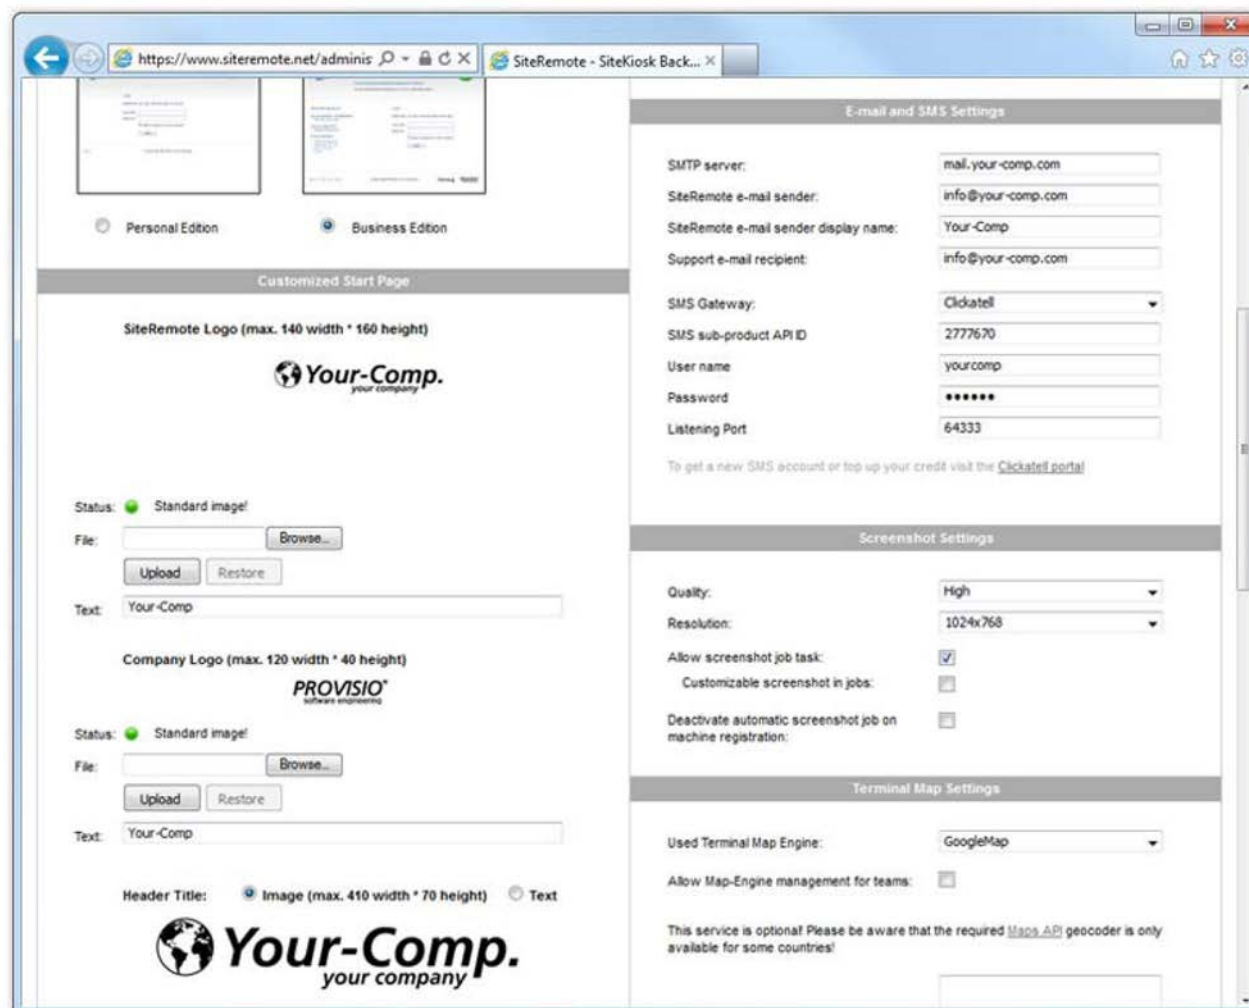 https://www.siteremote.net/adminis
SiteRemote - SiteKiosk Back...
Personal Edition
Business Edition
Customized Start Page
SiteRemote Logo (max. 140 width * 160 height)
Your-Comp.
your company
Status: Standard image!
File: Browse...
Upload Restore
Text: Your-Comp
Company Logo (max. 120 width * 40 height)
PROVISIO®
software engineering
Status: Standard image!
File: Browse...
Upload Restore
Text: Your-Comp
Header Title: Image (max. 410 width * 70 height) Text
Your-Comp.
your company
E-mail and SMS Settings
SMTP server: mail.your-comp.com
SiteRemote e-mail sender: info@your-comp.com
SiteRemote e-mail sender display name: Your-Comp
Support e-mail recipient: info@your-comp.com
SMS Gateway: Clickatell
SMS sub-product API ID 2777670
User name yourcomp
Password ••••••
Listening Port 64333
To get a new SMS account or top up your credit visit the Clickatell portal
Screenshot Settings
Quality: High
Resolution: 1024x768
Allow screenshot job task:
Customizable screenshot in jobs:
Deactivate automatic screenshot job on
machine registration:
Terminal Map Settings
Used Terminal Map Engine: GoogleMap
Allow Map-Engine management for teams:
This service is optional! Please be aware that the required Maps API geocoder is only
available for some countries!